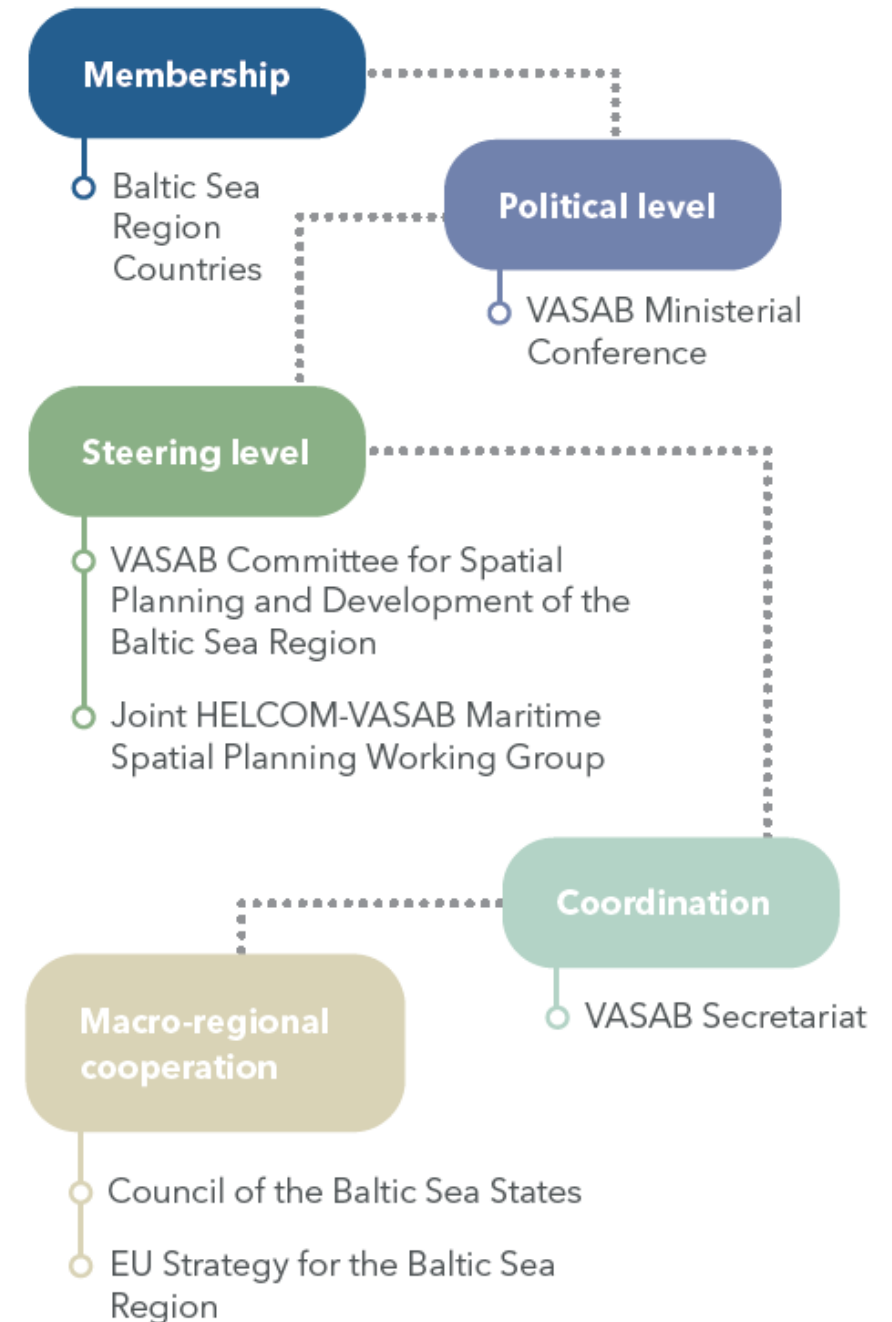 Membership
Baltic Sea
Region
Countries
Political level
VASAB Ministerial
Conference
Steering level
VASAB Committee for Spatial
Planning and Development of the
Baltic Sea Region
Joint HELCOM-VASAB Maritime
Spatial Planning Working Group
Coordination
VASAB Secretariat
Macro-regional
cooperation
Council of the Baltic Sea States
EU Strategy for the Baltic Sea
Region